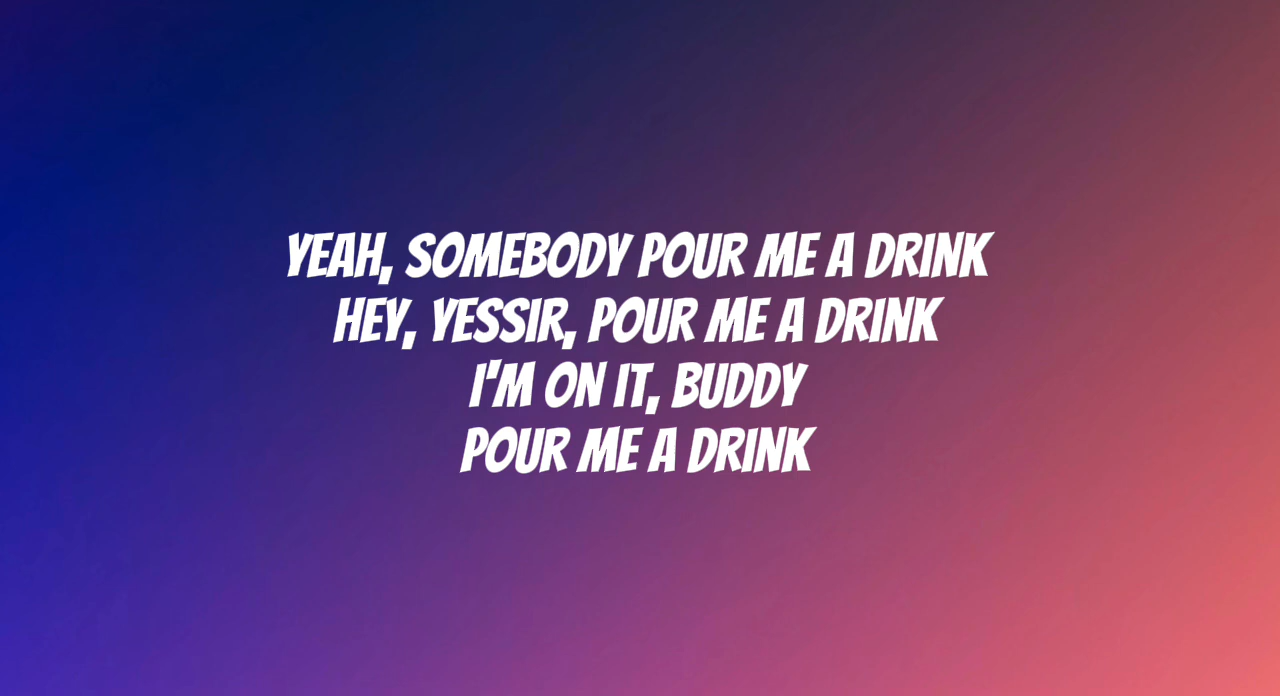 YEAH, SOMEBODY POUR ME A DRINK
HEY, YESSIR, POUR ME A DRINK
I'M ON IT, BUDDY
POUR ME A DRINK